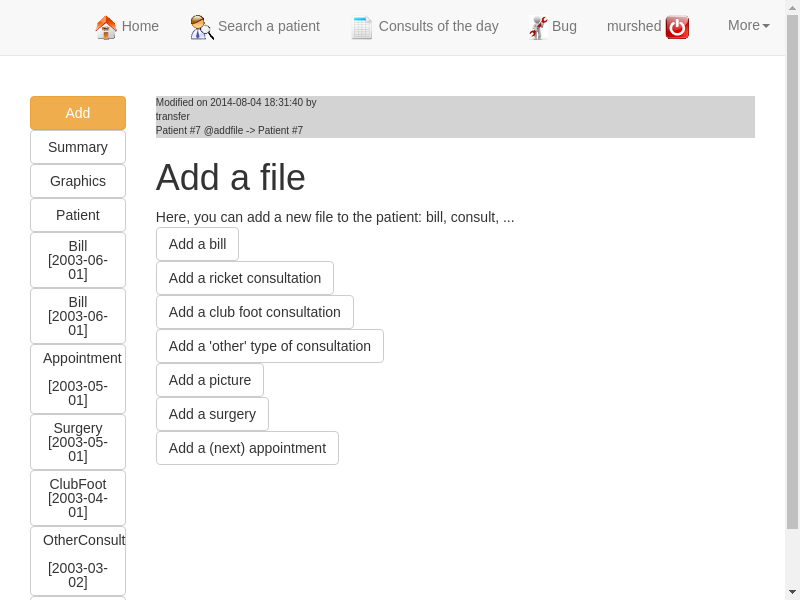 Home Search a patient Consults of the day Bug murshed More
Add
Summary
Graphics
Patient
Bill
[2003-06-
01]
Bill
[2003-06-
01]
Appointment
[2003-05-
01]
Surgery
[2003-05-
01]
ClubFoot
[2003-04-
01]
OtherConsult
[2003-03-
02]
Modified on 2014-08-04 18:31:40 by
transfer
Patient #7 @addfile -> Patient #7
Add a file
Here, you can add a new file to the patient: bill, consult, ...
Add a bill
Add a ricket consultation
Add a club foot consultation
Add a 'other' type of consultation
Add a picture
Add a surgery
Add a (next) appointment